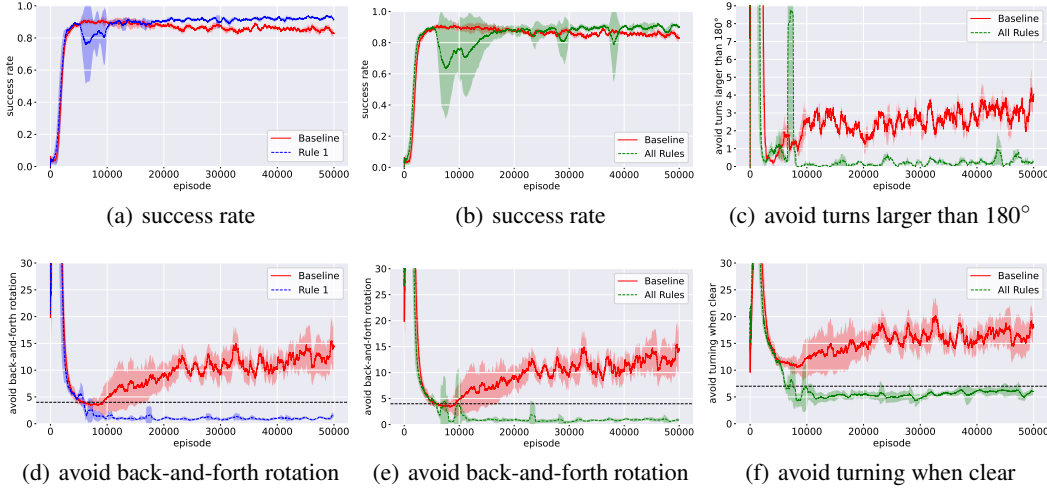 1.0
0.8
0.6
0.4
0.2
0.0
success rate
Baseline
Rule 1
0 10000 20000 30000 40000 50000
episode
(a) success rate
1.0
0.8
0.6
0.4
0.2
0.0
success rate
Baseline
All Rules
0 10000 20000 30000 40000 50000
episode
(b) success rate
9
8
7
6
5
4
3
2
1
0
avoid turns larger than 180°
Baseline
All Rules
0 10000 20000 30000 40000 50000
episode
(c) avoid turns larger than 180°
30
25
20
15
10
5
0
avoid back-and-forth rotation
Baseline
Rule 1
0 10000 20000 30000 40000 50000
episode
(d) avoid back-and-forth rotation
30
25
20
15
10
5
0
avoid back-and-forth rotation
Baseline
All Rules
0 10000 20000 30000 40000 50000
episode
(e) avoid back-and-forth rotation
30
25
20
15
10
5
0
avoid turning when clear
Baseline
All Rules
0 10000 20000 30000 40000 50000
episode
(f) avoid turning when clear